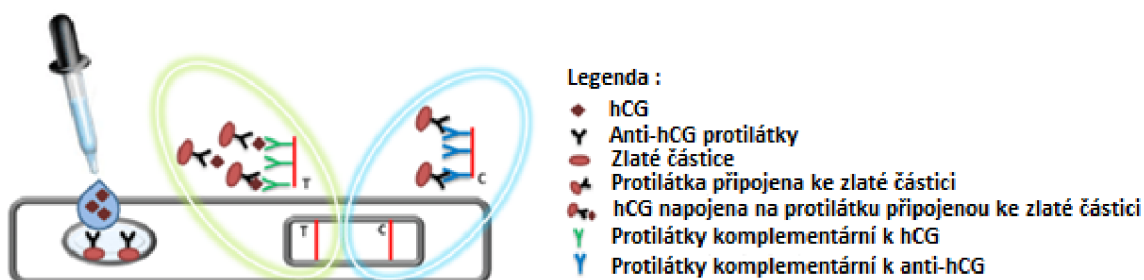 Legenda :
hCG
Anti-hCG protilátky
Zlaté částice
Protilátka připojena ke zlaté částici
hCG napojena na protilátku připojenou ke zlaté částici
Protilátky komplementární k hCG
Protilátky komplementární k anti-hCG
T
C
T
C